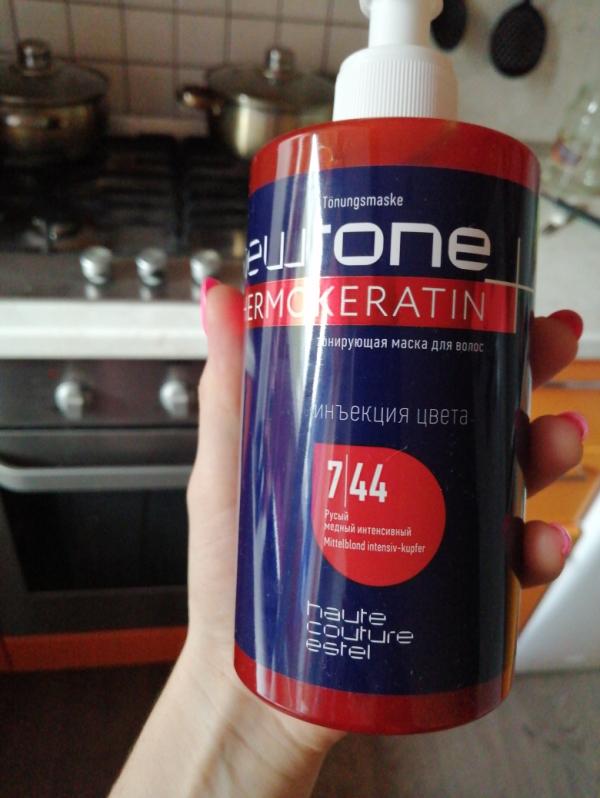 Tönungsmaske
ewtone
ERMOKERATIN
тонирующая маска для волос
инъекция цвета
7|44
Русый
медный интенсивный
Mittelblond intensiv-kupfer
haute
couture
estel